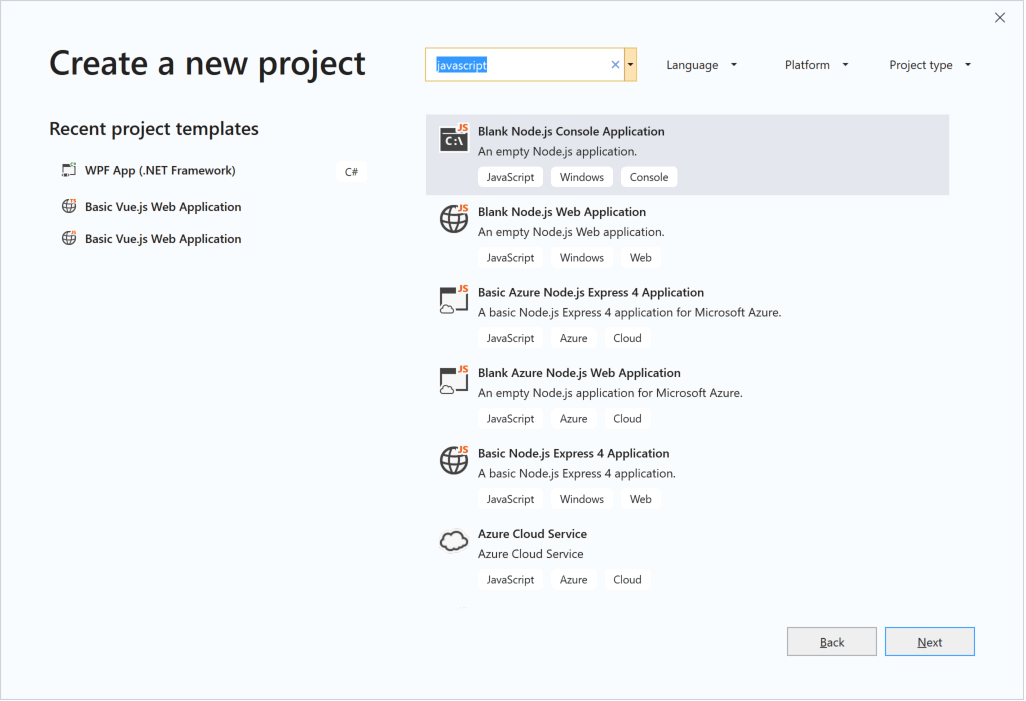 Create a new project
javascript
Language
Platform
Project type
Recent project templates
WPF App (.NET Framework)
C#
Basic Vue.js Web Application
Basic Vue.js Web Application
JS
C:\
Blank Node.js Console Application
An empty Node.js application.
JavaScript Windows Console
JS
Blank Node.js Web Application
An empty Node.js Web application.
JavaScript Windows Web
JS
Basic Azure Node.js Express 4 Application
A basic Node.js Express 4 application for Microsoft Azure.
JavaScript Azure Cloud
JS
Blank Azure Node.js Web Application
An empty Node.js application for Microsoft Azure.
JavaScript Azure Cloud
JS
Basic Node.js Express 4 Application
A basic Node.js Express 4 application.
JavaScript Windows Web
Azure Cloud Service
Azure Cloud Service
JavaScript Azure Cloud
Back
Next